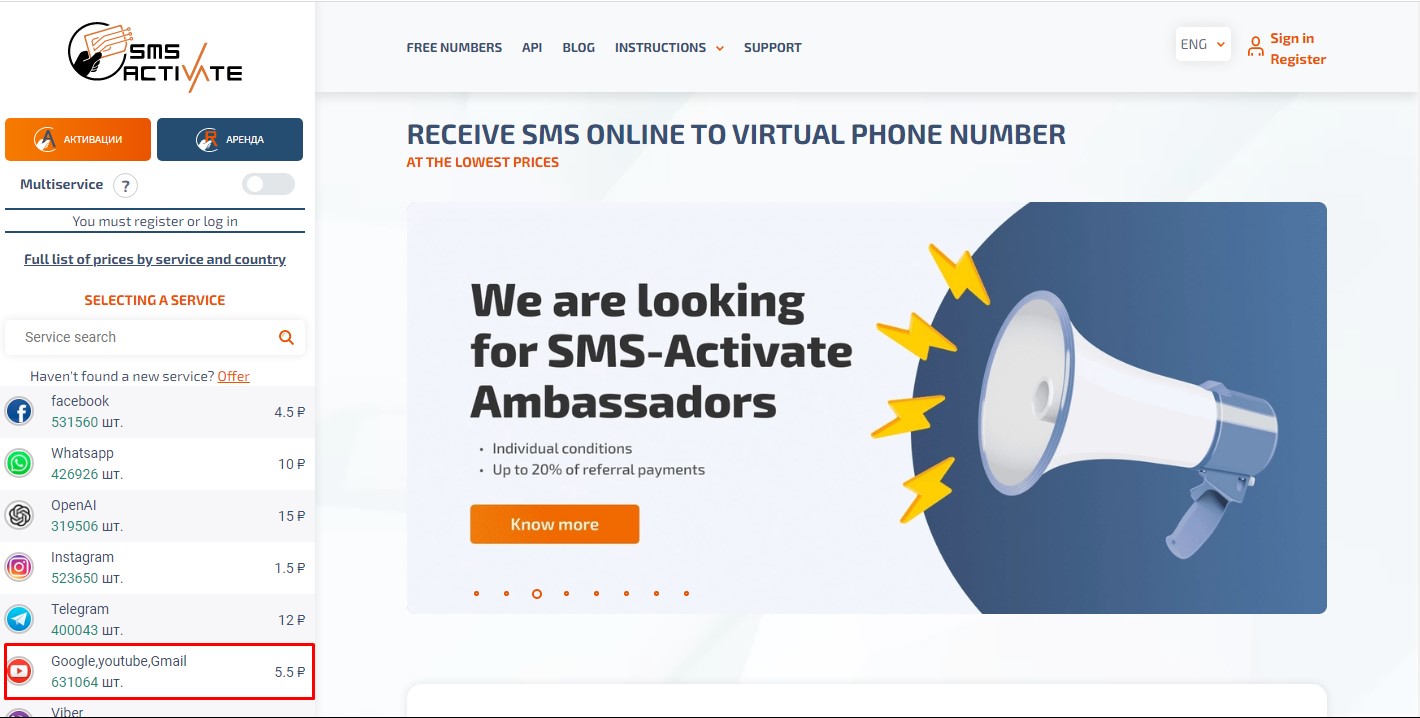 SMS
ACTIVATE
FREE NUMBERS API BLOG INSTRUCTIONS SUPPORT
ENG
Sign in
Register
АКТИВАЦИИ
АРЕНДА
Multiservice ?
You must register or log in
Full list of prices by service and country
SELECTING A SERVICE
Service search
Haven't found a new service? Offer
facebook
531560 шт.
4.5 ₽
Whatsapp
426926 шт.
10 ₽
OpenAI
319506 шт.
15 ₽
Instagram
523650 шт.
1.5 ₽
Telegram
400043 шт.
12 ₽
Google,youtube,Gmail
631064 шт.
5.5 ₽
Viber
RECEIVE SMS ONLINE TO VIRTUAL PHONE NUMBER
AT THE LOWEST PRICES
We are looking
for SMS-Activate
Ambassadors
• Individual conditions
• Up to 20% of referral payments
Know more